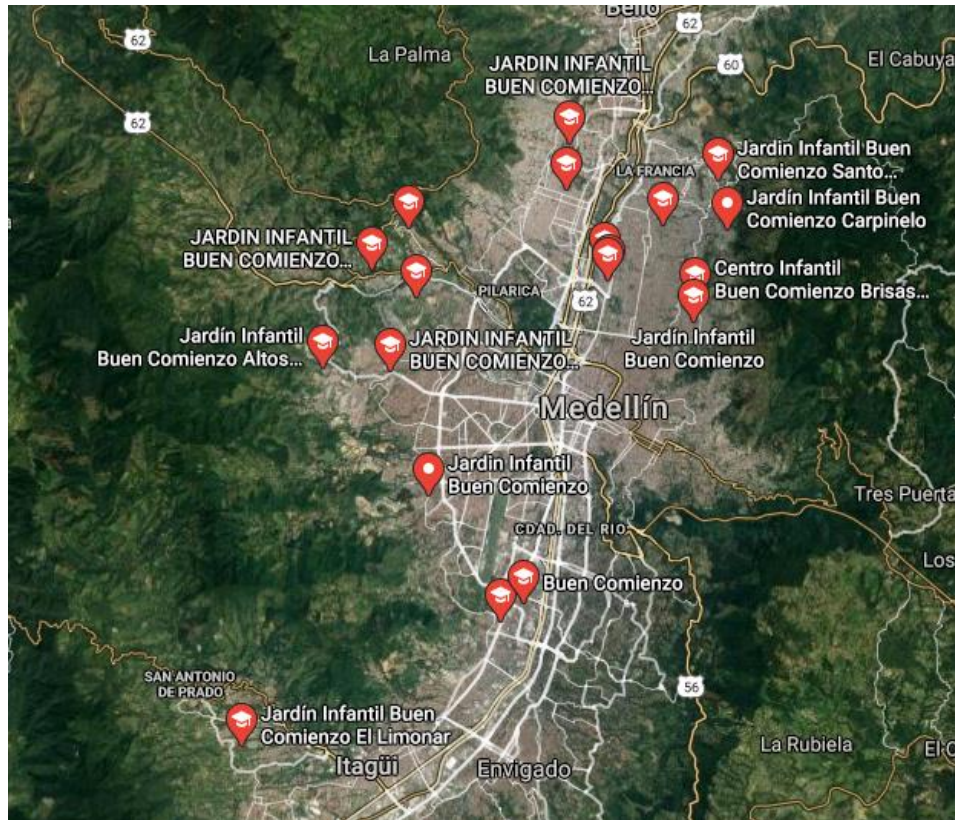 Bello
62
62
La Palma
60
El Cabuya
JARDIN INFANTIL
BUEN COMIENZO...
62
Jardin Infantil Buen
Comienzo Santo...
LA FRANCIA
Jardín Infantil Buen
Comienzo Carpinelo
JARDIN INFANTIL
BUEN COMIENZO...
Centro Infantil
Buen Comienzo Brisas...
PILARICA
62
Jardín Infantil
Buen Comienzo Altos...
JARDIN INFANTIL
BUEN COMIENZO...
Jardín Infantil
Buen Comienzo
Medellín
Jardin Infantil
Buen Comienzo
Tres Puerta
CDAD. DEL RIO
Los
Buen Comienzo
SAN ANTONIO
DE PRADO
56
Jardín Infantil Buen
Comienzo El Limonar
La Rubiela
El C
Itagüí
Envigado